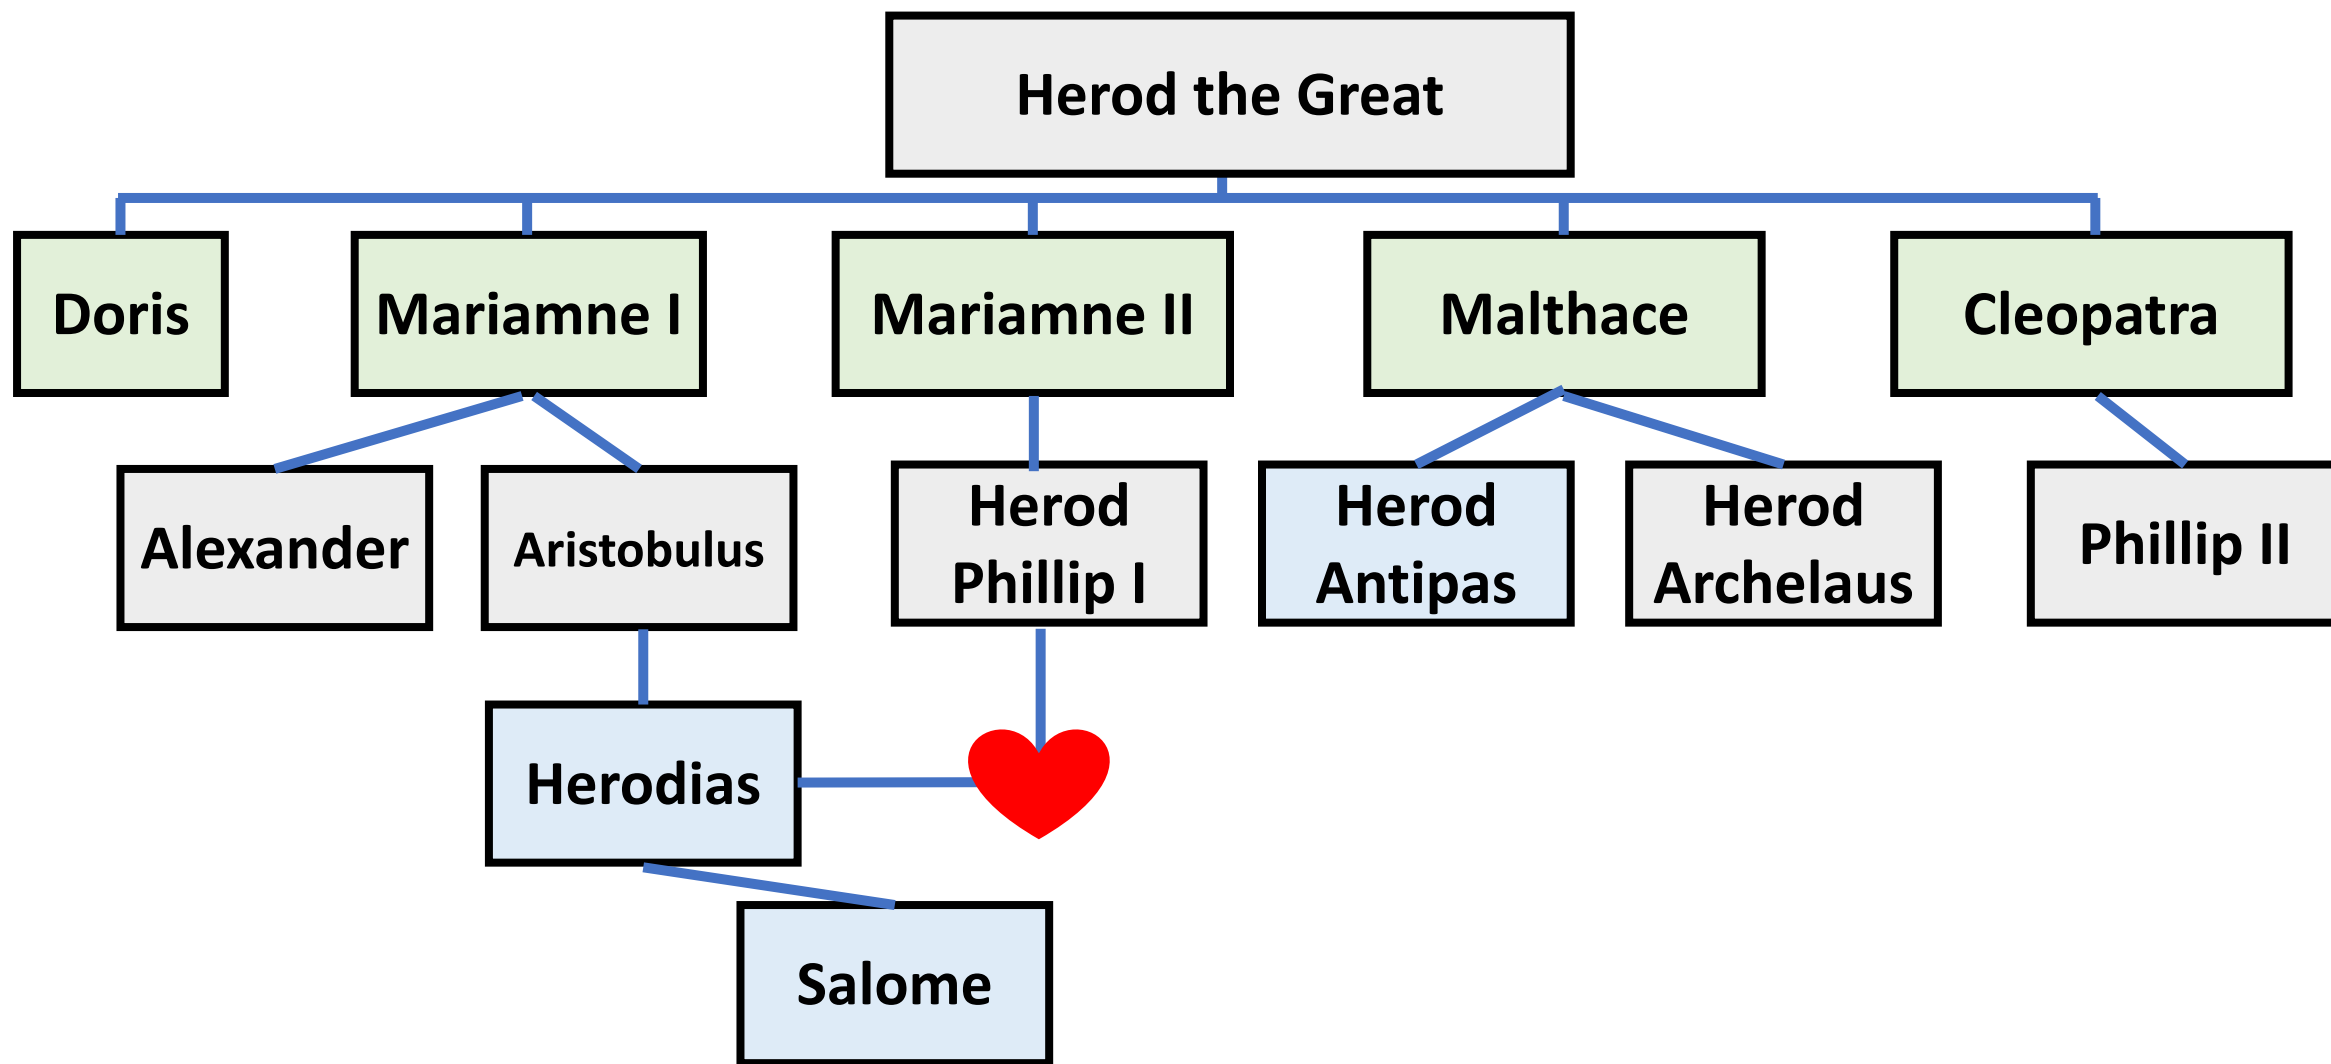 Herod the Great
Doris
Mariamne I
Mariamne II
Malthace
Cleopatra
Alexander
Aristobulus
Herod
Phillip I
Herod
Antipas
Herod
Archelaus
Phillip II
Herodias
Salome